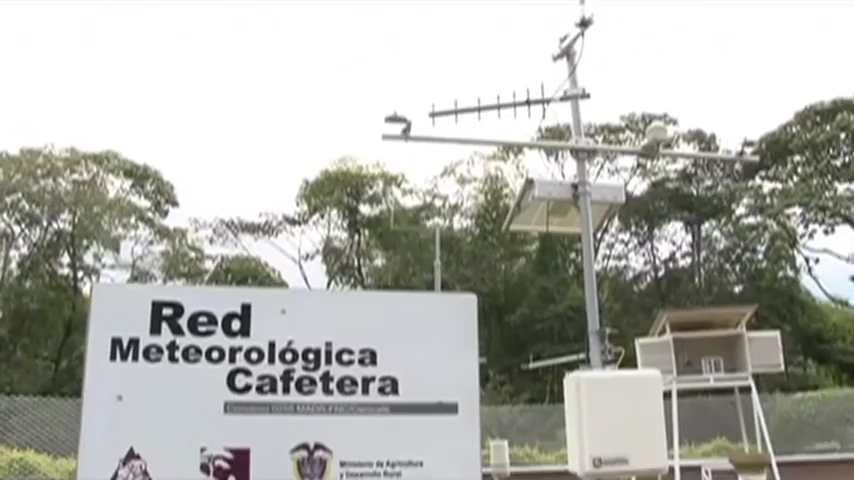 Red
Meteorológica
Cafetera
Ministerio de Agricultura
y Desarrollo Rural